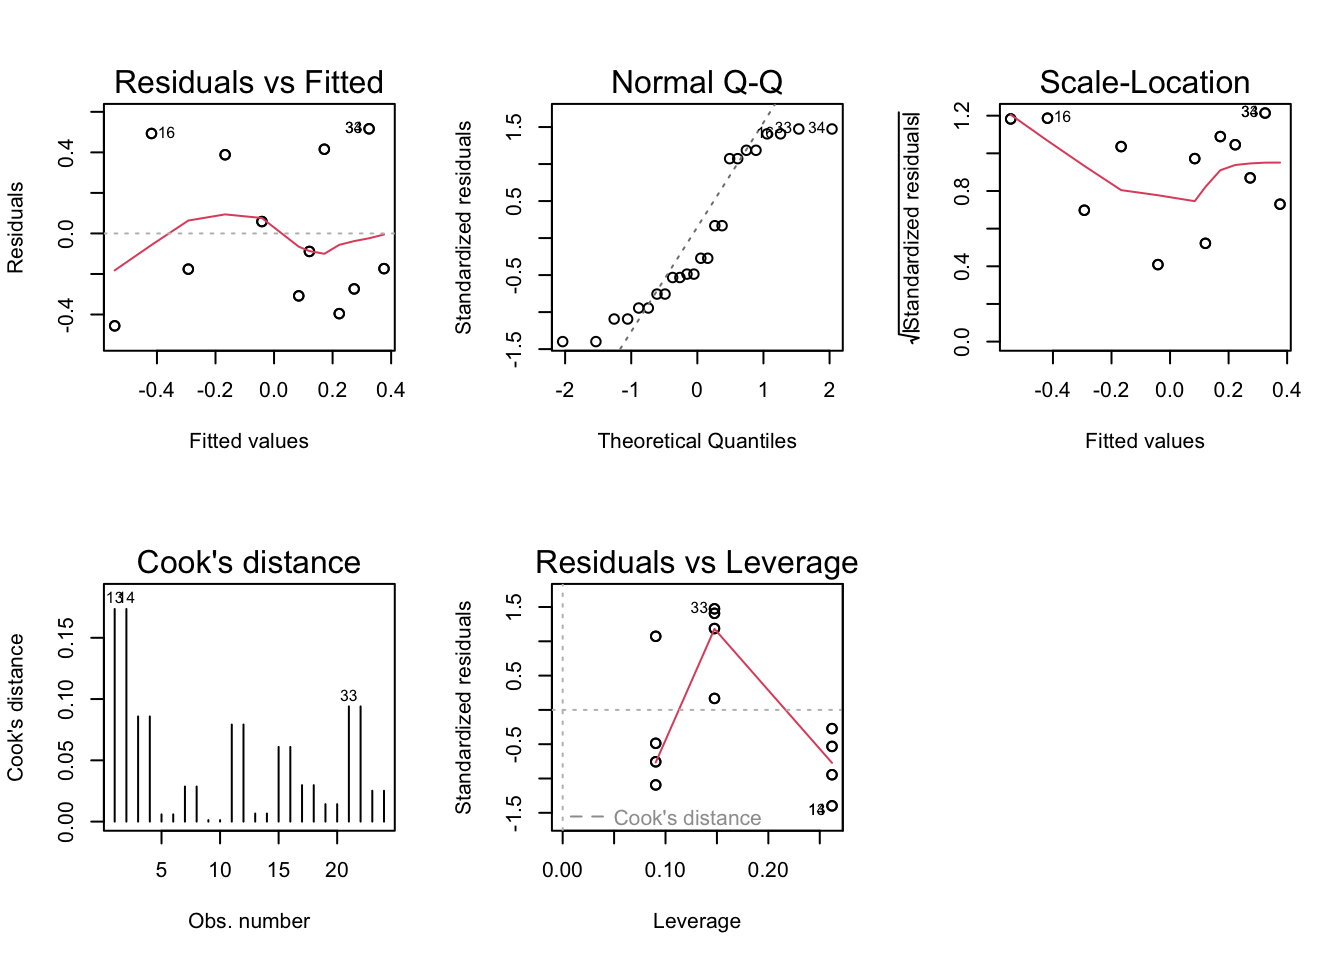 Residuals vs Fitted
Residuals
0.4
0.0
-0.4
16
34
-0.4 -0.2 0.0 0.2 0.4
Fitted values
Normal Q-Q
Standardized residuals
1.5
0.5
-0.5
-1.5
16
33
34
-2 -1 0 1 2
Theoretical Quantiles
Scale-Location
√|Standardized residuals|
1.2
0.8
0.4
0.0
16
34
-0.4 -0.2 0.0 0.2 0.4
Fitted values
Cook's distance
Cook's distance
0.15
0.10
0.05
0.00
13
14
33
5 10 15 20
Obs. number
Residuals vs Leverage
Standardized residuals
1.5
0.5
-0.5
-1.5
33
Cook's distance
0.00 0.10 0.20
Leverage